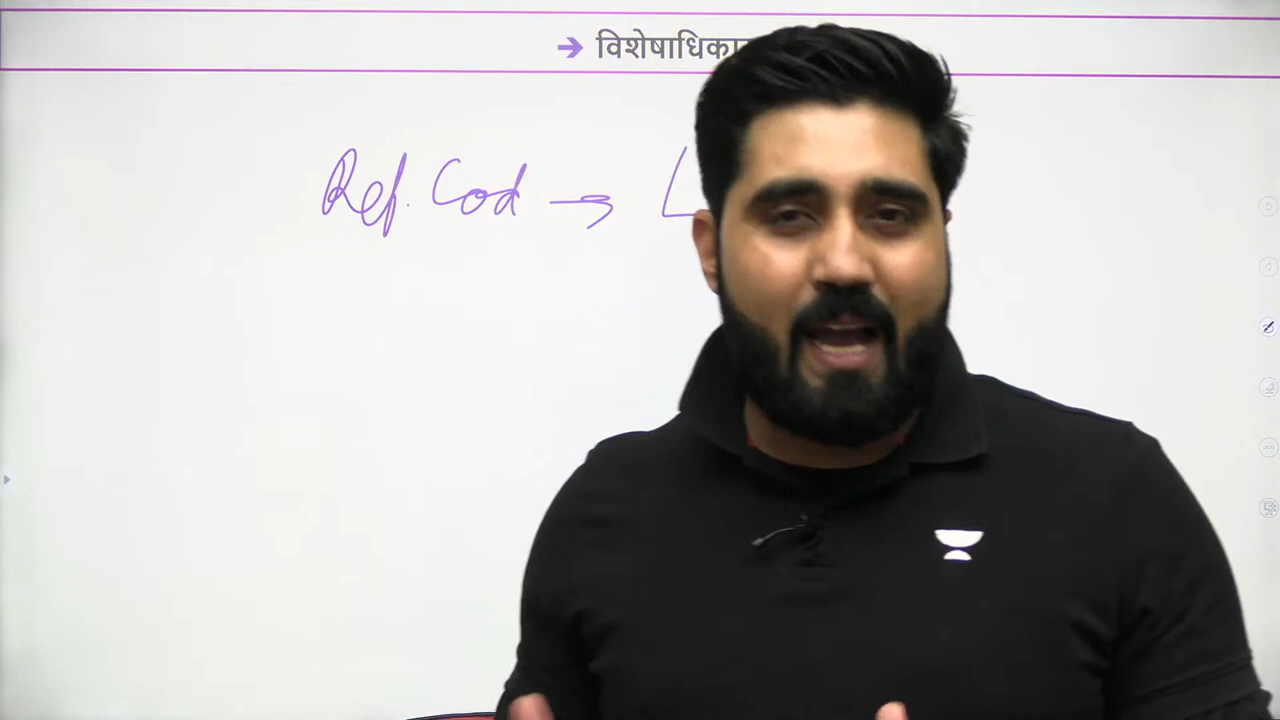 → विशेषाधिका
Ref. Cod → L